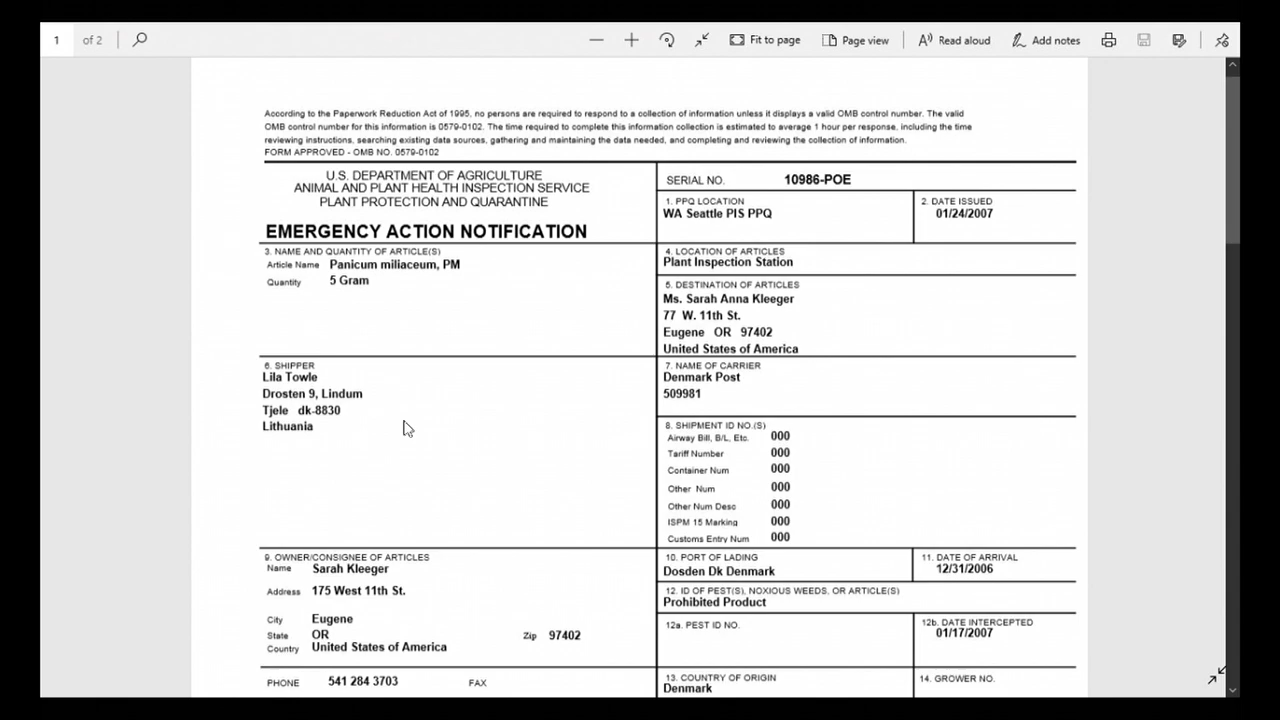 1 of 2
Fit to page
Page view
Read aloud
Add notes
According to the Paperwork Reduction Act of 1995, no persons are required to respond to a collection of information unless it displays a valid OMB control number. The valid
OMB control number for this information is 0579-0102. The time required to complete this information collection is estimated to average 1 hour per response, including the time
reviewing instructions, searching existing data sources, gathering and maintaining the data needed, and completing and reviewing the collection of information.
FORM APPROVED - OMB NO. 0579-0102
U.S. DEPARTMENT OF AGRICULTURE
ANIMAL AND PLANT HEALTH INSPECTION SERVICE
PLANT PROTECTION AND QUARANTINE
EMERGENCY ACTION NOTIFICATION
SERIAL NO. 10986-POE
1. PPQ LOCATION
WA Seattle PIS PPQ
2. DATE ISSUED
01/24/2007
3. NAME AND QUANTITY OF ARTICLE(S)
Article Name Panicum miliaceum, PM
Quantity 5 Gram
4. LOCATION OF ARTICLES
Plant Inspection Station
5. DESTINATION OF ARTICLES
Ms. Sarah Anna Kleeger
77 W. 11th St.
Eugene OR 97402
United States of America
6. SHIPPER
Lila Towle
Drosten 9, Lindum
Tjele dk-8830
Lithuania
7. NAME OF CARRIER
Denmark Post
509981
8. SHIPMENT ID NO.(S)
Airway Bill, B/L, Etc. 000
Tariff Number 000
Container Num 000
Other Num 000
Other Num Desc 000
ISPM 15 Marking 000
Customs Entry Num 000
9. OWNER/CONSIGNEE OF ARTICLES
Name Sarah Kleeger
Address 175 West 11th St.
City Eugene
State OR Zip 97402
Country United States of America
PHONE 541 284 3703 FAX
10. PORT OF LADING
Dosden Dk Denmark
11. DATE OF ARRIVAL
12/31/2006
12. ID OF PEST(S), NOXIOUS WEEDS, OR ARTICLE(S)
Prohibited Product
12a. PEST ID NO.
12b. DATE INTERCEPTED
01/17/2007
13. COUNTRY OF ORIGIN
Denmark
14. GROWER NO.